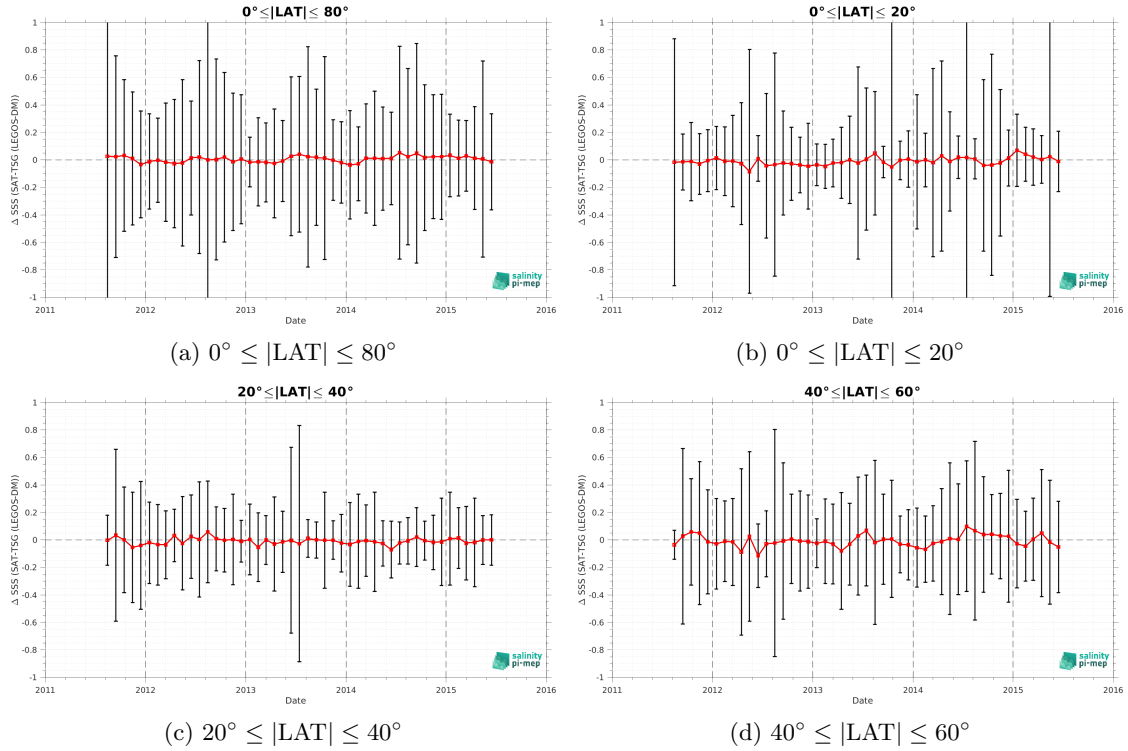 0°≤|LAT|≤ 80°
Δ SSS (SAT-TSG (LEGOS-DM))
1
0.8
0.6
0.4
0.2
0
-0.2
-0.4
-0.6
-0.8
-1
2011 2012 2013 2014 2015 2016
Date
salinity
pi-mep
(a) 0° ≤ |LAT| ≤ 80°
0°≤|LAT|≤ 20°
Δ SSS (SAT-TSG (LEGOS-DM))
1
0.8
0.6
0.4
0.2
0
-0.2
-0.4
-0.6
-0.8
-1
2011 2012 2013 2014 2015 2016
Date
salinity
pi-mep
(b) 0° ≤ |LAT| ≤ 20°
20°≤|LAT|≤ 40°
Δ SSS (SAT-TSG (LEGOS-DM))
1
0.8
0.6
0.4
0.2
0
-0.2
-0.4
-0.6
-0.8
-1
2011 2012 2013 2014 2015 2016
Date
salinity
pi-mep
(c) 20° ≤ |LAT| ≤ 40°
40°≤|LAT|≤ 60°
Δ SSS (SAT-TSG (LEGOS-DM))
1
0.8
0.6
0.4
0.2
0
-0.2
-0.4
-0.6
-0.8
-1
2011 2012 2013 2014 2015 2016
Date
salinity
pi-mep
(d) 40° ≤ |LAT| ≤ 60°